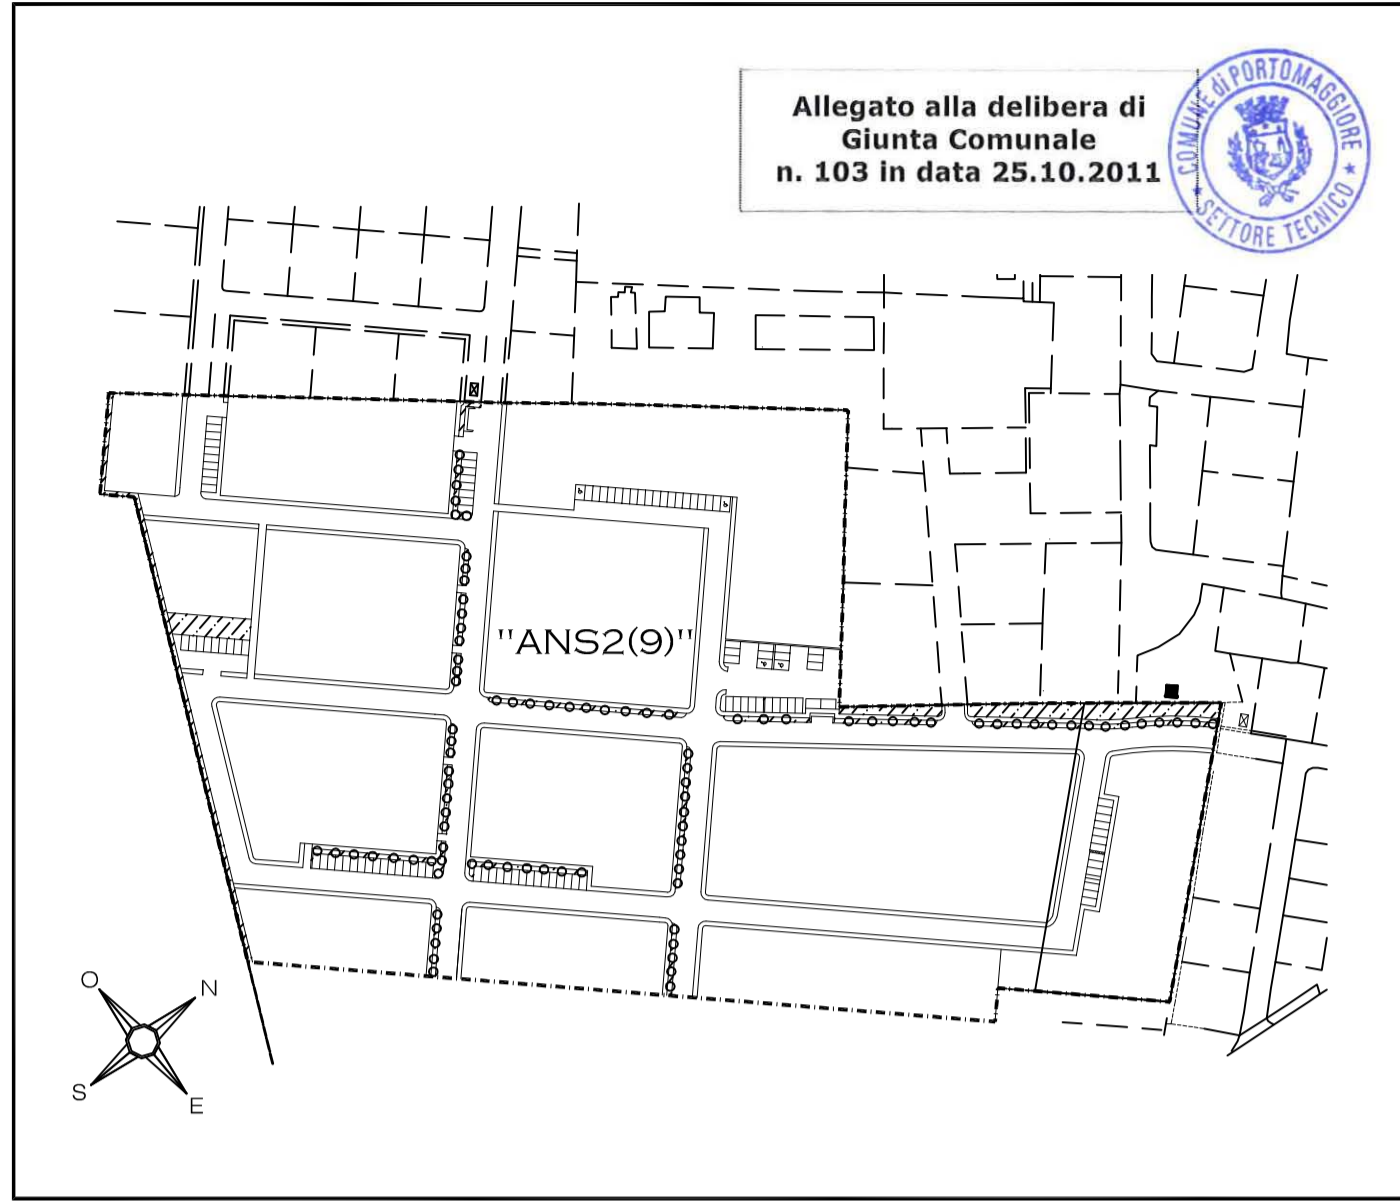 Allegato alla delibera di
Giunta Comunale
n. 103 in data 25.10.2011
COMUNE di PORTOMAGGIORE
* SETTORE TECNICO *
"ANS2(9)"
O
N
S
E